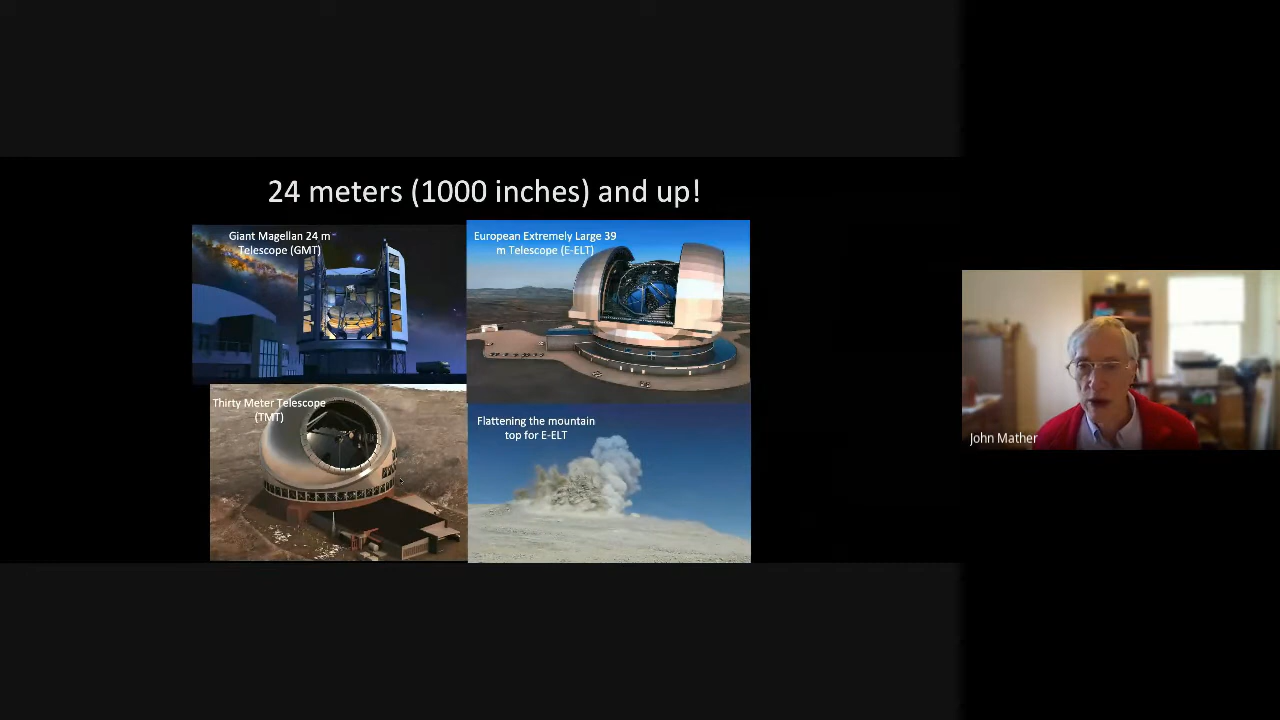 24 meters (1000 inches) and up!
Giant Magellan 24 m
Telescope (GMT)
European Extremely Large 39
m Telescope (E-ELT)
Thirty Meter Telescope
(TMT)
Flattening the mountain
top for E-ELT
John Mather